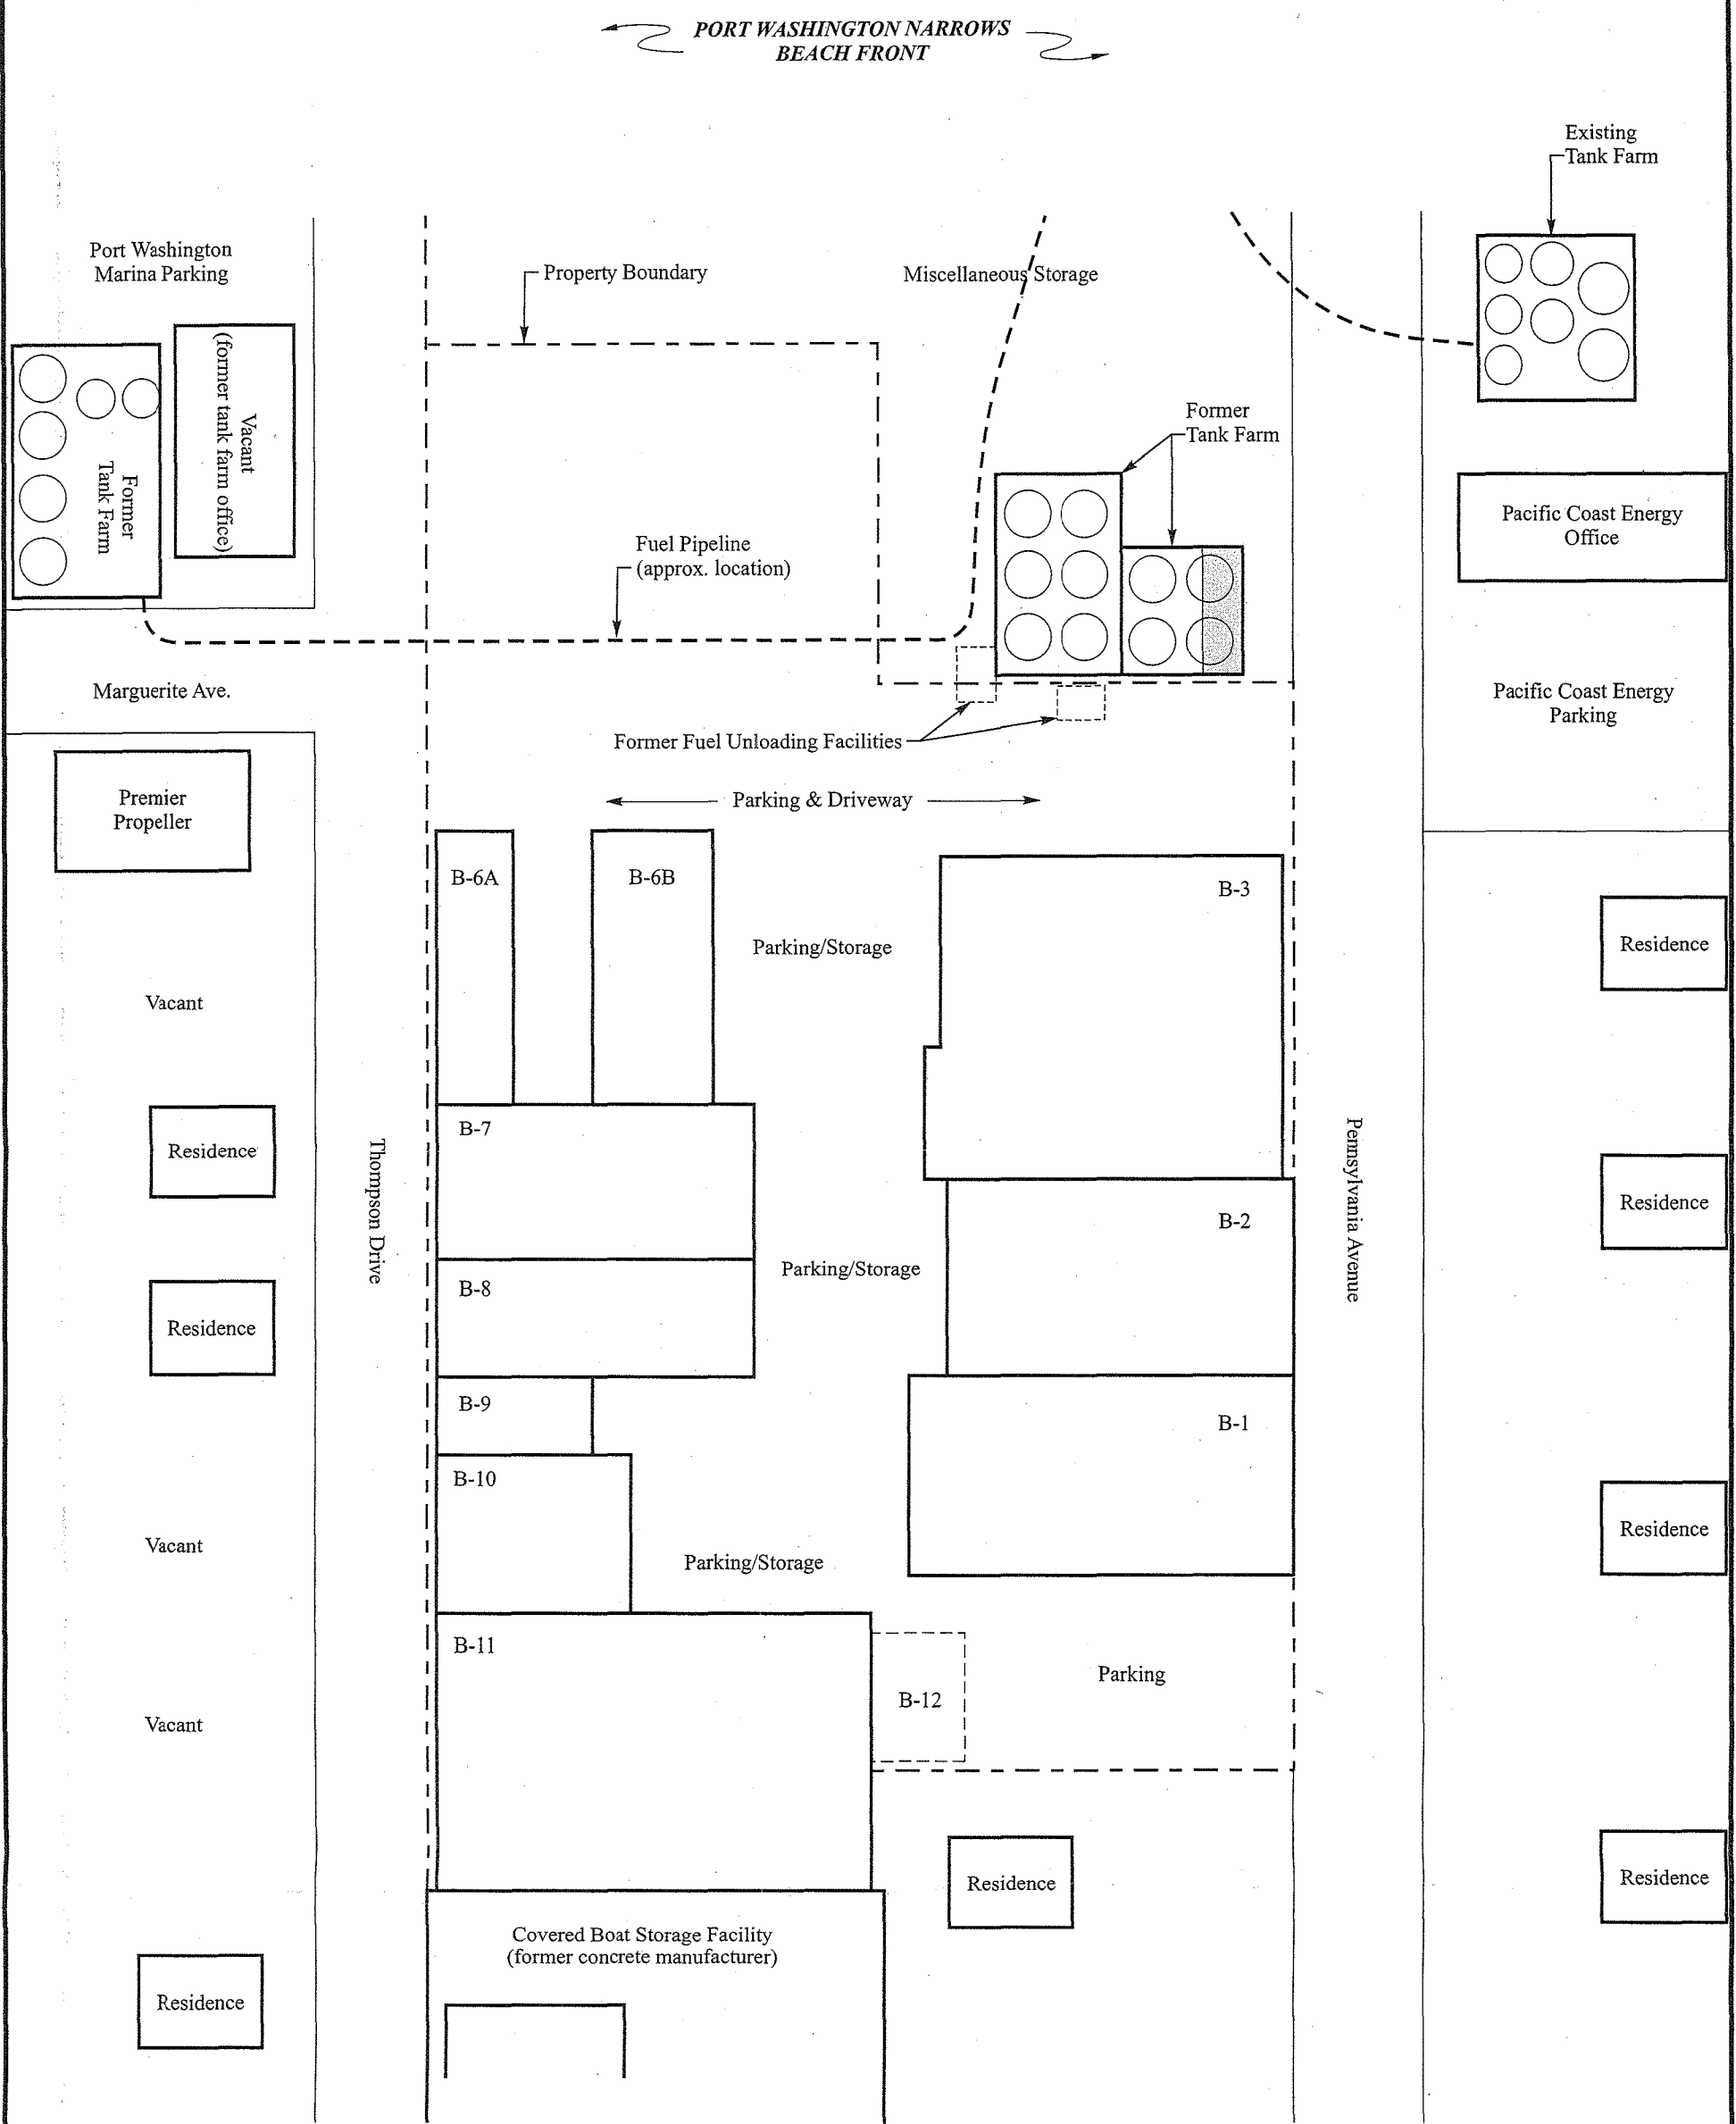 PORT WASHINGTON NARROWS
BEACH FRONT
Existing
Tank Farm
Port Washington
Marina Parking
Property Boundary
Miscellaneous Storage
Vacant
(former tank farm office)
Former
Tank Farm
Former
Tank Farm
Pacific Coast Energy
Office
Fuel Pipeline
(approx. location)
Marguerite Ave.
Pacific Coast Energy
Parking
Former Fuel Unloading Facilities
Premier
Propeller
Parking & Driveway
B-6A
B-6B
B-3
Parking/Storage
Residence
Vacant
B-7
Residence
Thompson Drive
Pennsylvania Avenue
Residence
B-2
Parking/Storage
B-8
Residence
B-9
B-1
B-10
Vacant
Parking/Storage
Residence
B-11
B-12
Parking
Vacant
Residence
Residence
Covered Boat Storage Facility
(former concrete manufacturer)
Residence